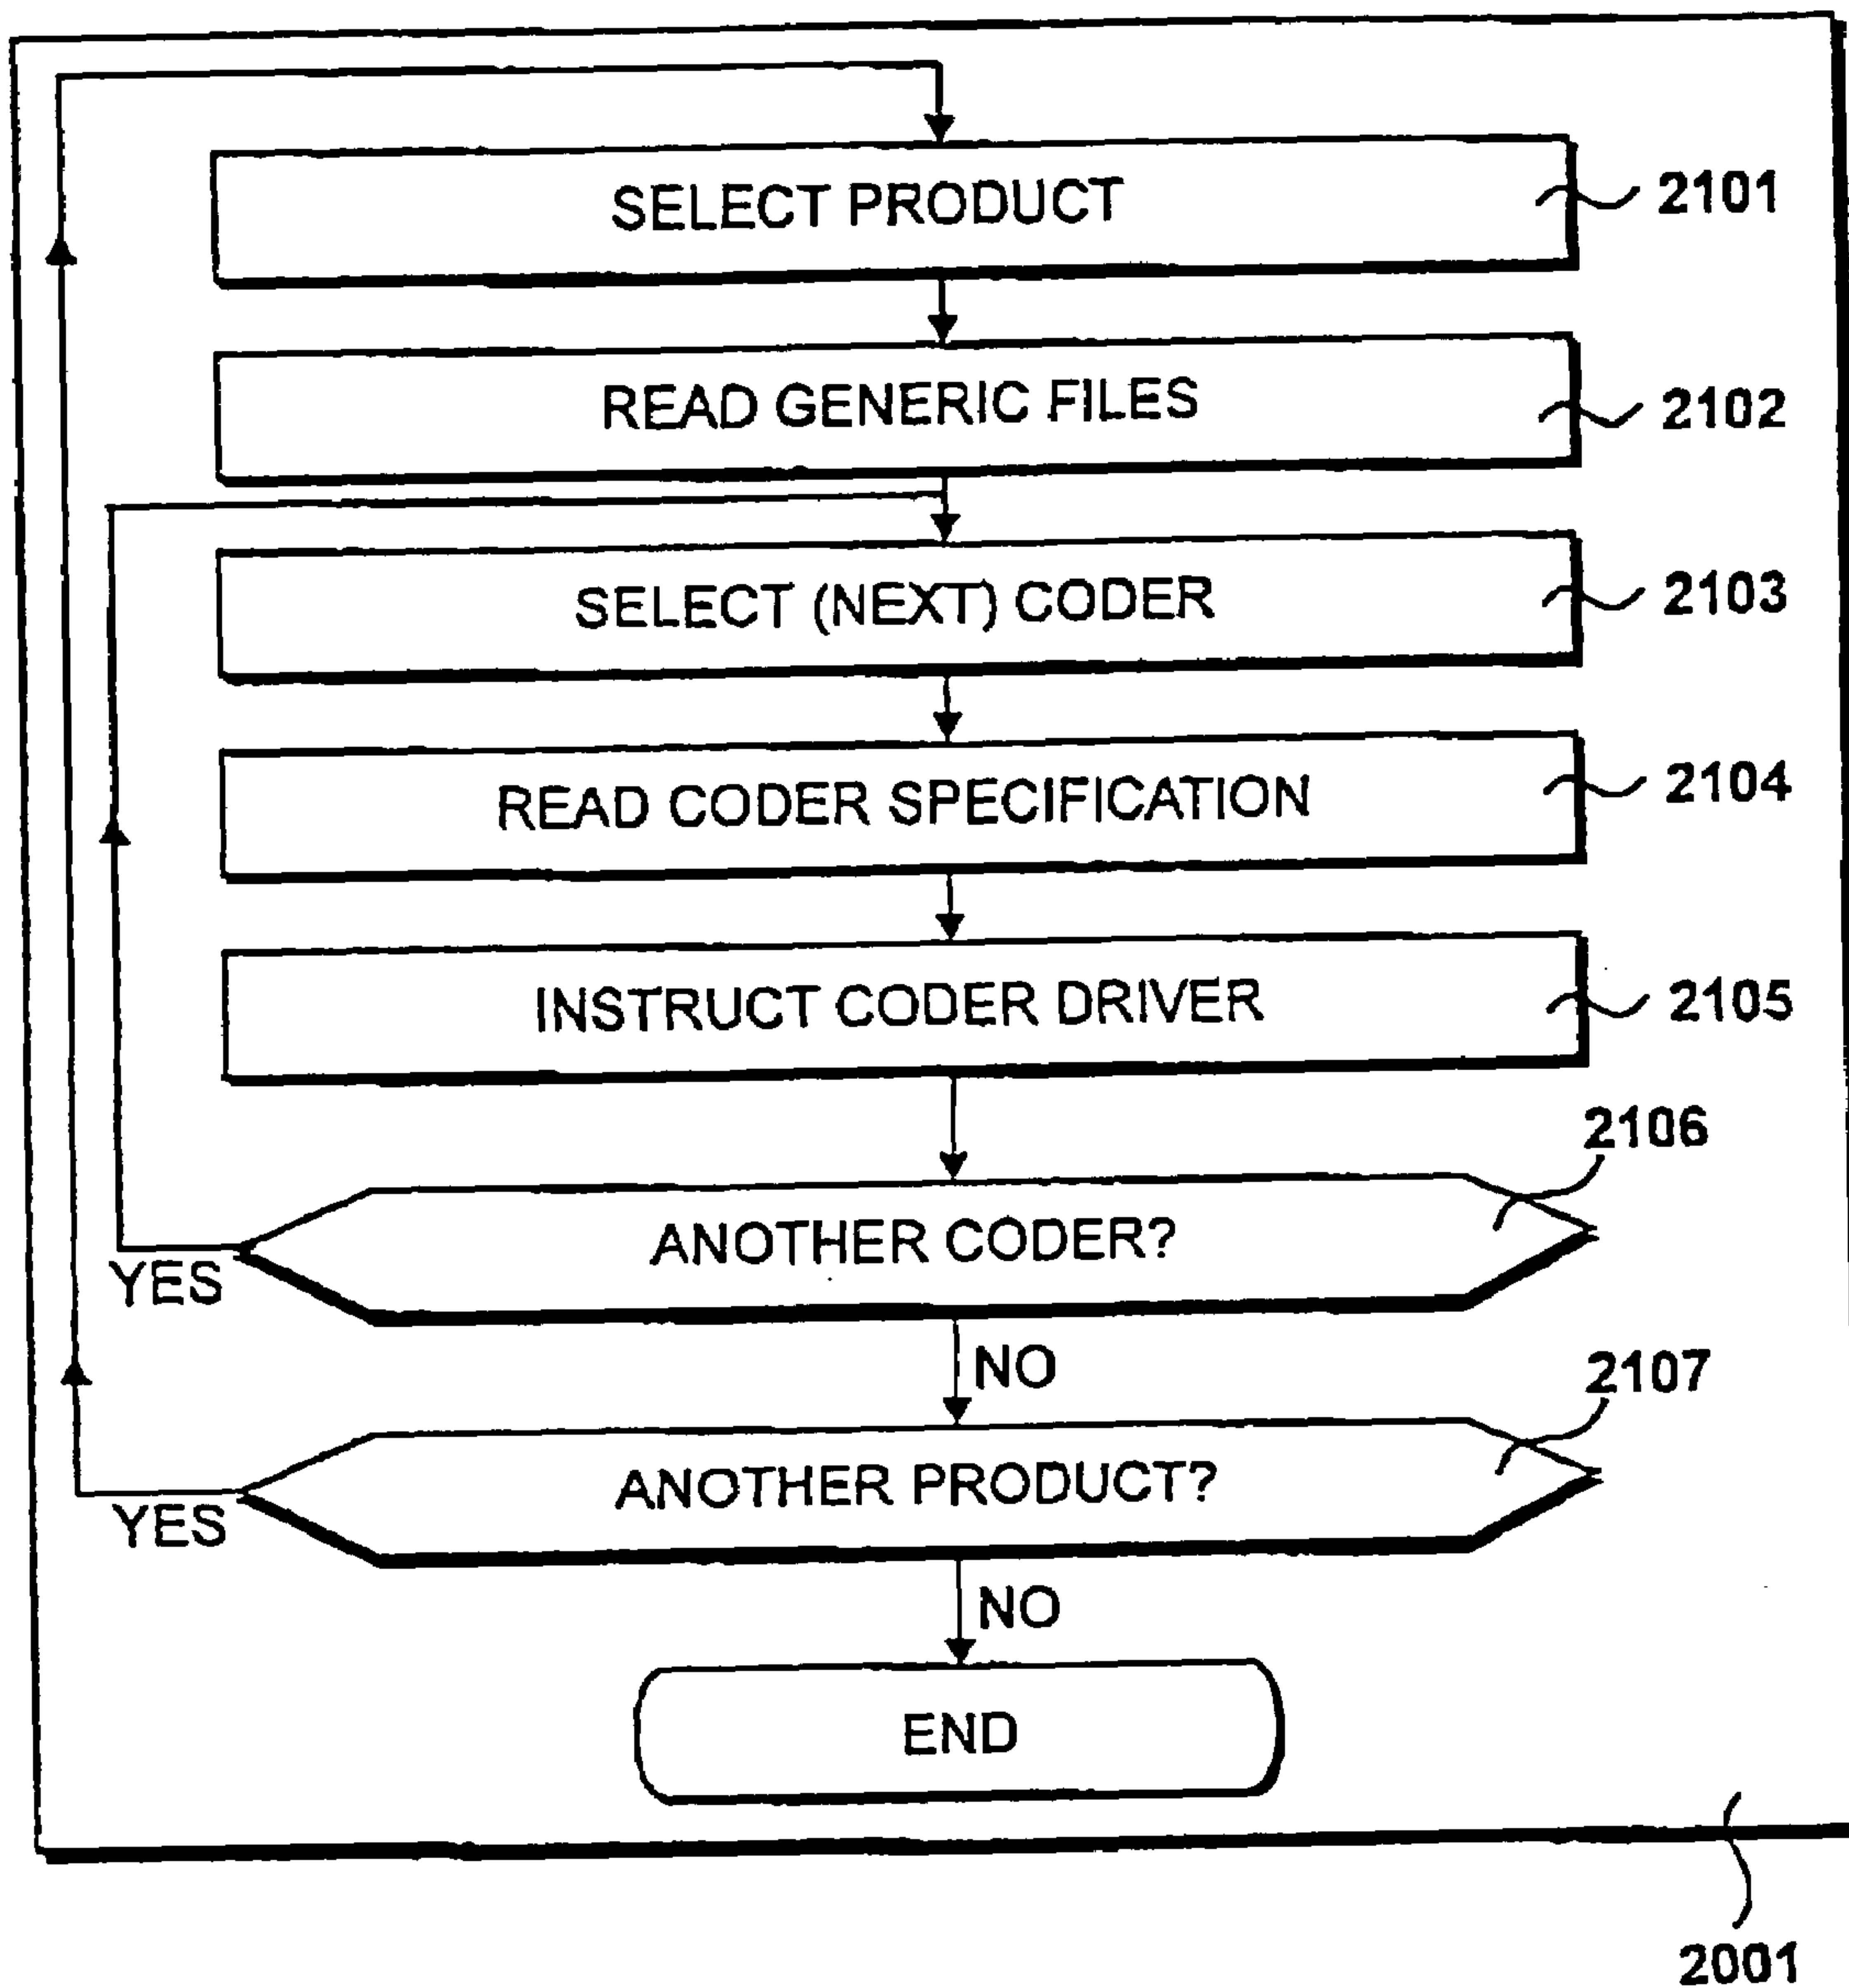 SELECT PRODUCT
2101
READ GENERIC FILES
2102
SELECT (NEXT) CODER
2103
READ CODER SPECIFICATION
2104
INSTRUCT CODER DRIVER
2105
2106
ANOTHER CODER?
YES
NO
2107
ANOTHER PRODUCT?
YES
NO
END
2001